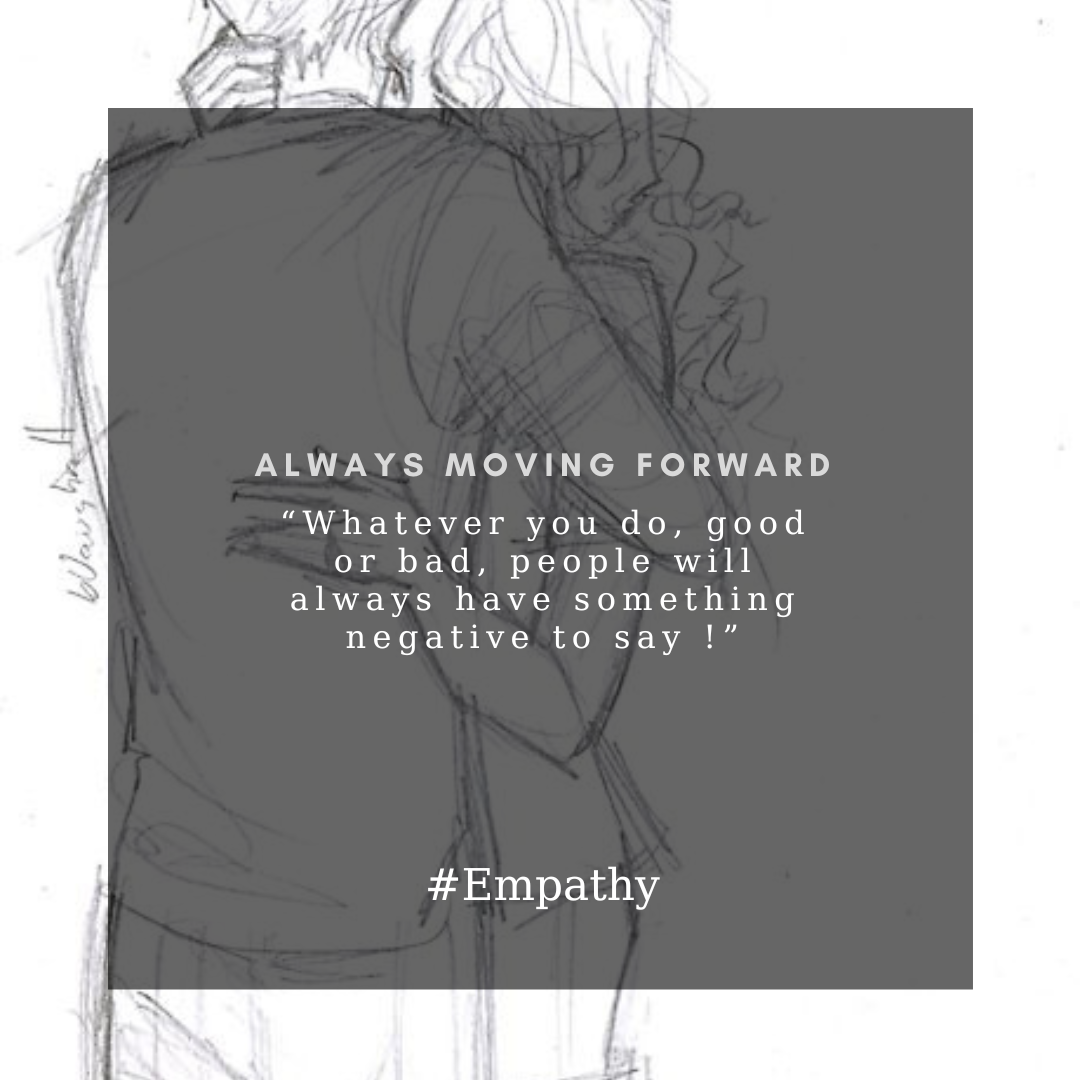 ALWAYS MOVING FORWARD
“Whatever you do, good
or bad, people will
always have something
negative to say !”
#Empathy